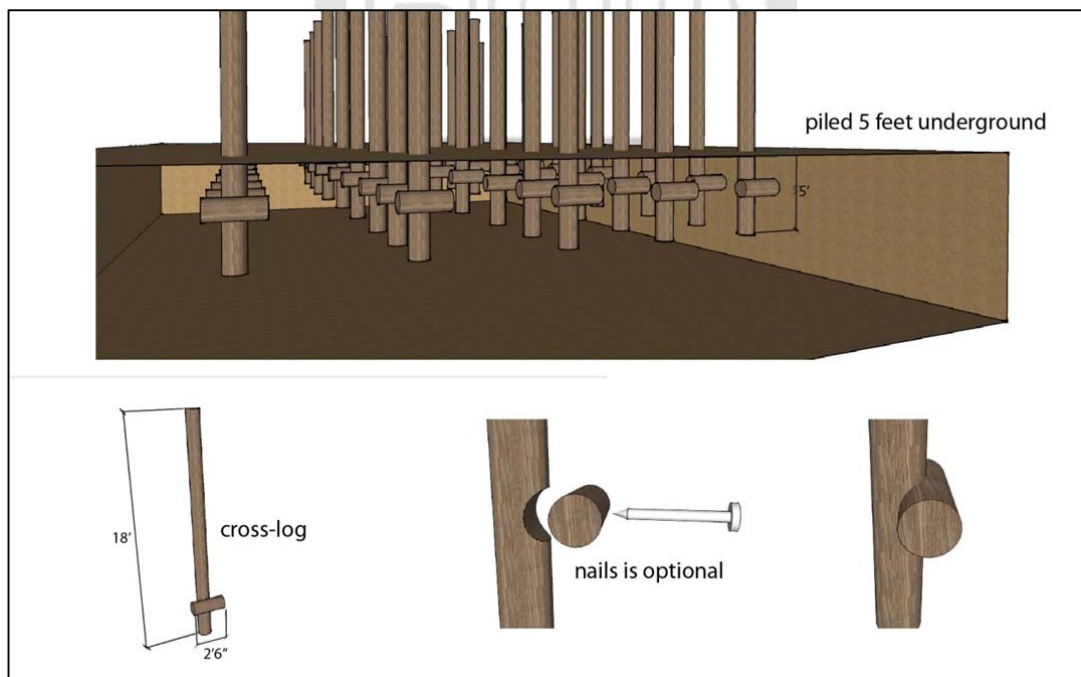 piled 5 feet underground
5'
18'
cross-log
2'6"
nails is optional